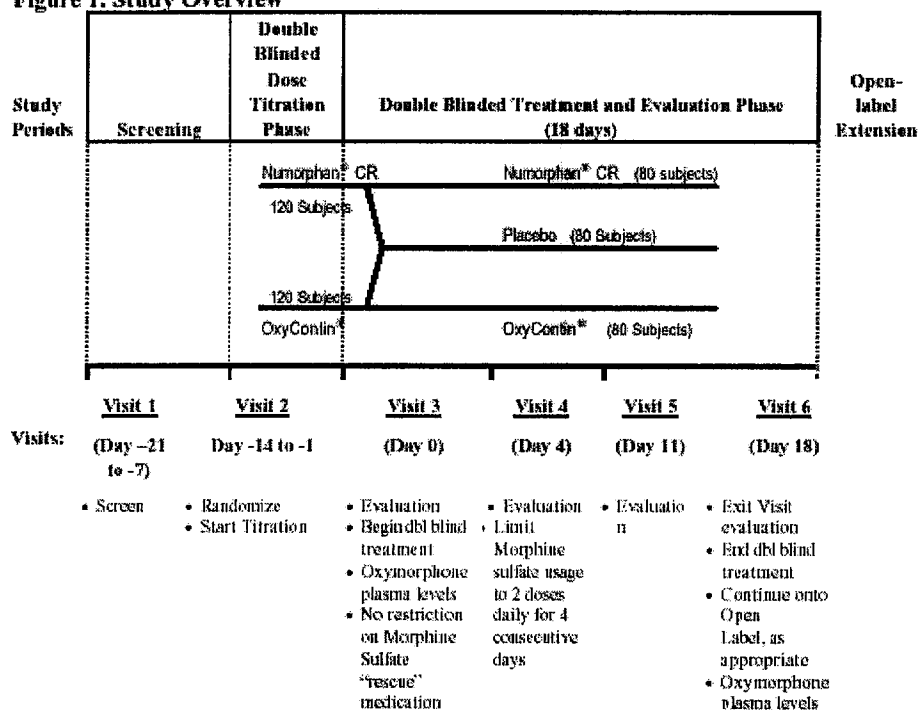 Figure 1. Study Overview
Study Periods
Screening
Double Blinded Dose Titration Phase
Double Blinded Treatment and Evaluation Phase (18 days)
Open-label Extension
Numorphan® CR
Numorphan® CR (80 subjects)
120 Subjects
Placebo (80 Subjects)
120 Subjects
OxyContin®
OxyContin® (80 Subjects)
Visits:
Visit 1
(Day –21
to -7)
• Screen
Visit 2
Day -14 to -1
• Randomize
• Start Titration
Visit 3
(Day 0)
• Evaluation
• Begin dbl blind
treatment
• Oxymorphone
plasma levels
• No restriction
on Morphine
Sulfate
"rescue"
medication
Visit 4
(Day 4)
• Evaluation
• Limit
Morphine
sulfate usage
to 2 doses
daily for 4
consecutive
days
Visit 5
(Day 11)
• Evaluatio
n
Visit 6
(Day 18)
• Exit Visit
evaluation
• End dbl blind
treatment
• Continue onto
Open
Label, as
appropriate
• Oxymorphone
plasma levels